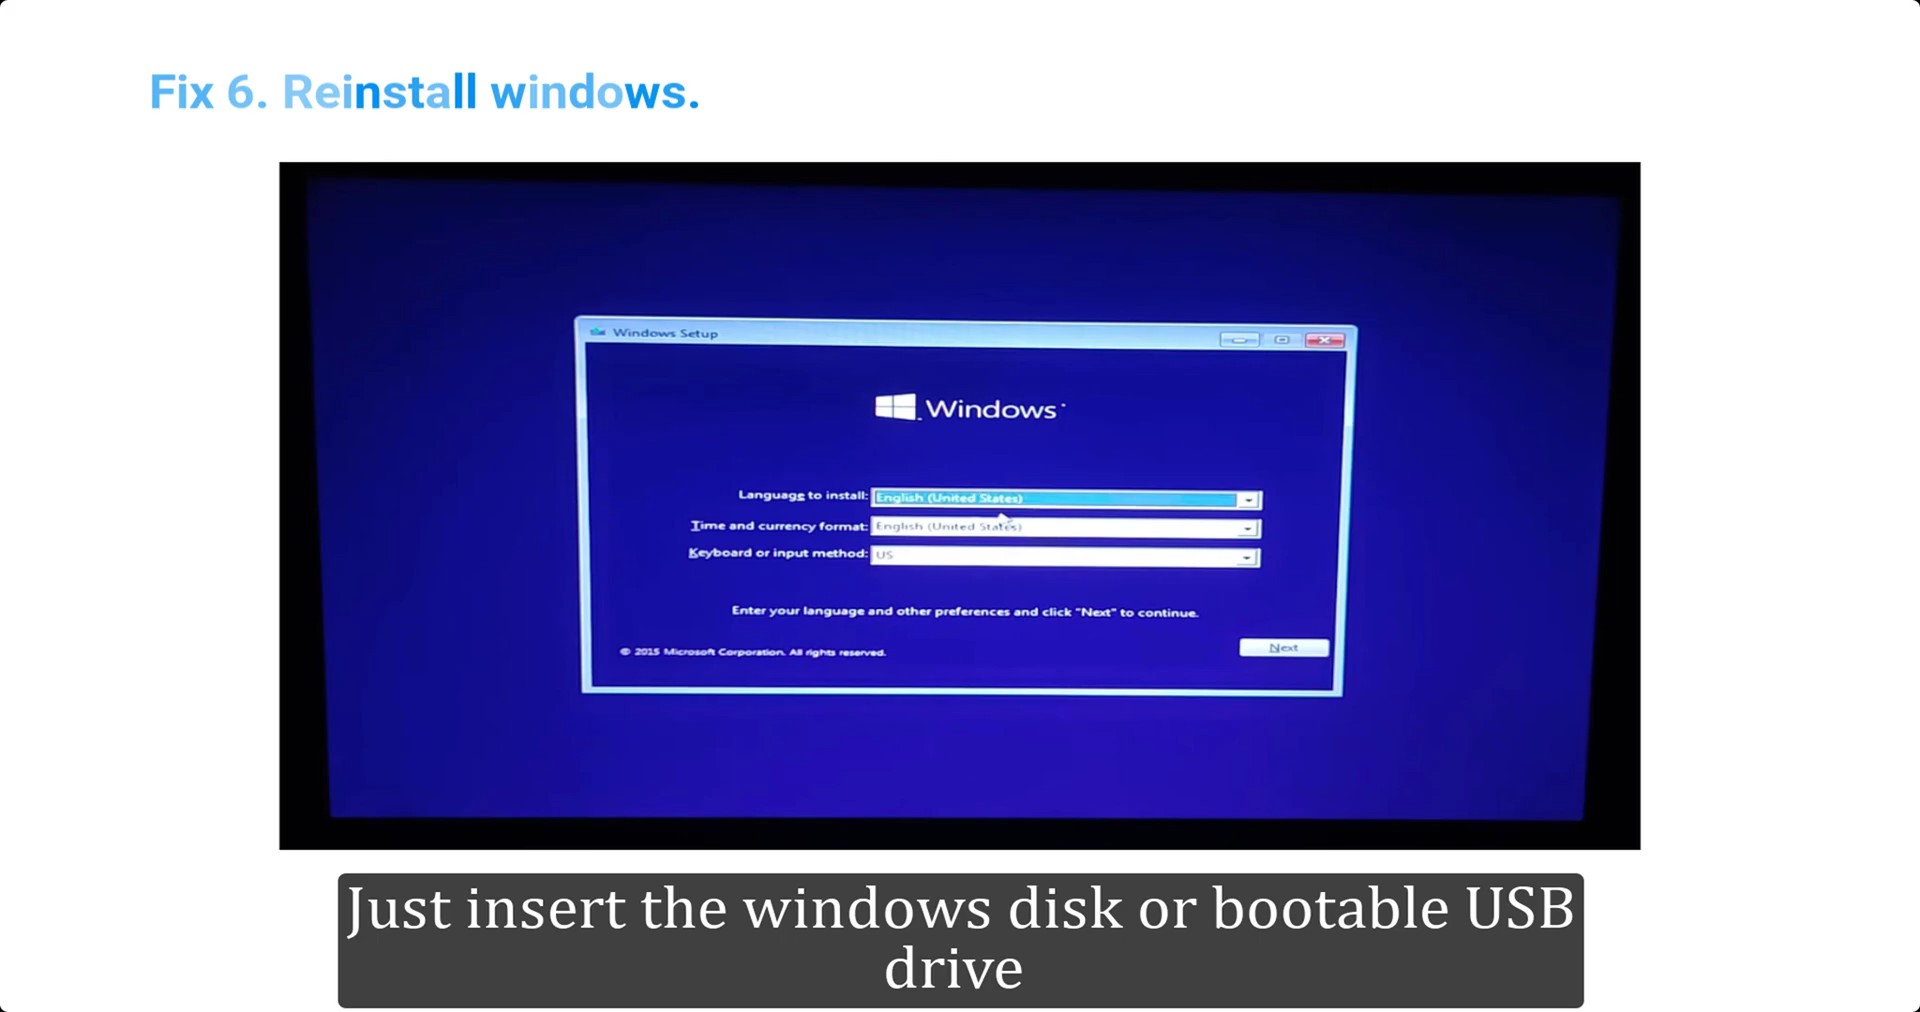 Fix 6. Reinstall windows.
Windows Setup
Windows
Language to install: English (United States)
Time and currency format: English (United States)
Keyboard or input method: US
Enter your language and other preferences and click "Next" to continue.
© 2015 Microsoft Corporation. All rights reserved.
Next
Just insert the windows disk or bootable USB
drive